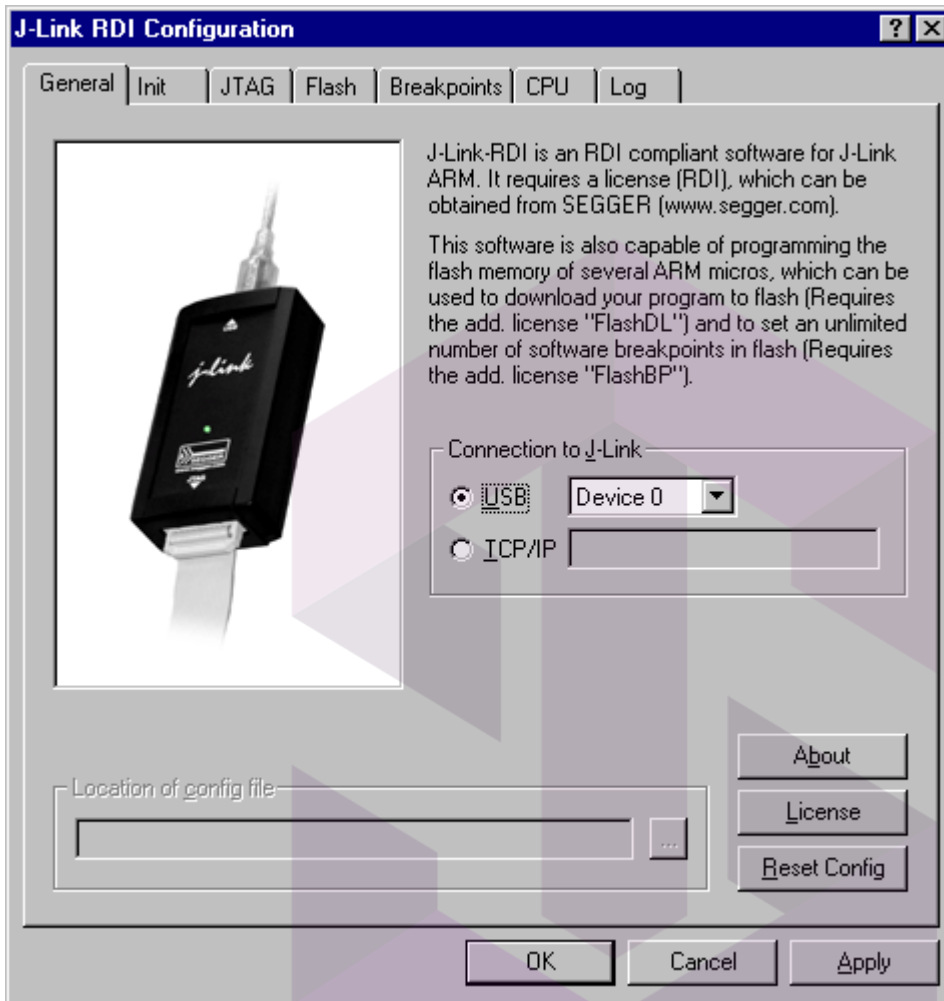 J-Link RDI Configuration
General Init JTAG Flash Breakpoints CPU Log
J-Link-RDI is an RDI compliant software for J-Link
ARM. It requires a license (RDI), which can be
obtained from SEGGER (www.segger.com).
This software is also capable of programming the
flash memory of several ARM micros, which can be
used to download your program to flash (Requires
the add. license "FlashDL") and to set an unlimited
number of software breakpoints in flash (Requires
the add. license "FlashBP").
j-link
Connection to J-Link
USB Device 0
TCP/IP
About
Location of config file
License
...
Reset Config
OK Cancel Apply